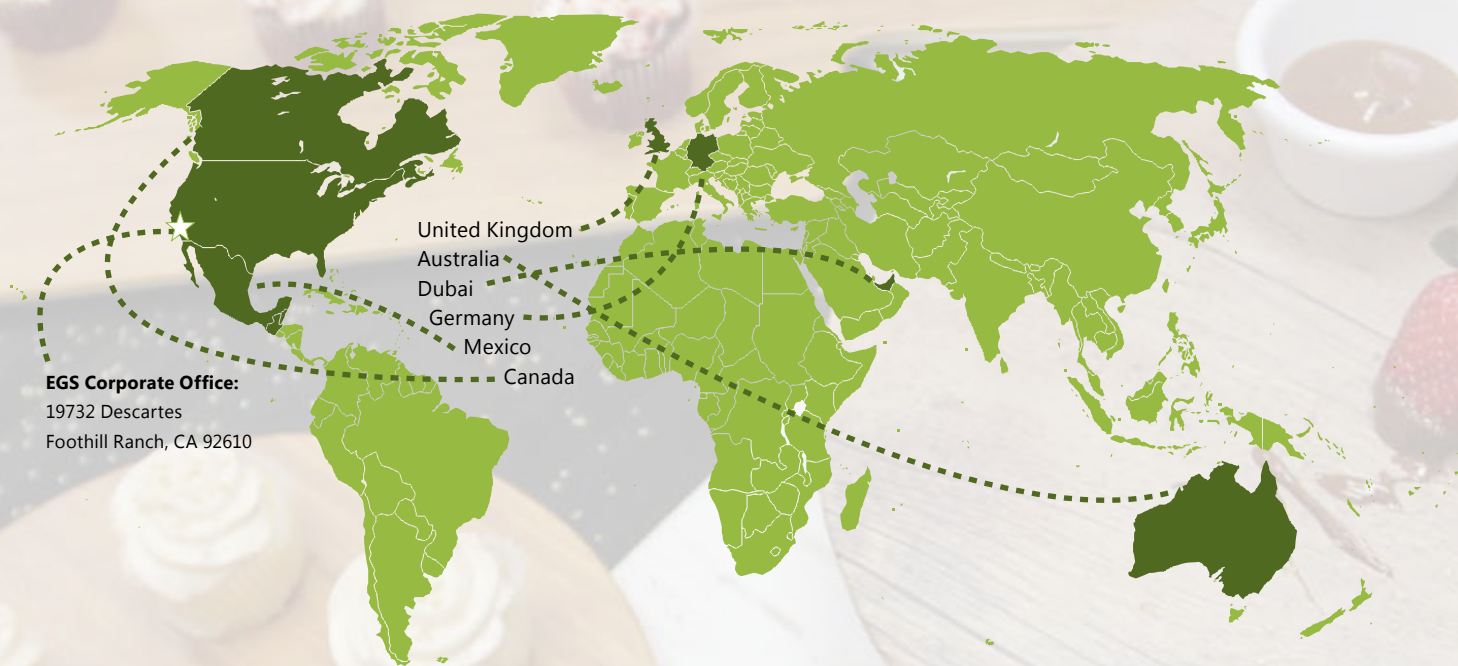 United Kingdom
Australia
Dubai
Germany
Mexico
Canada
EGS Corporate Office:
19732 Descartes
Foothill Ranch, CA 92610